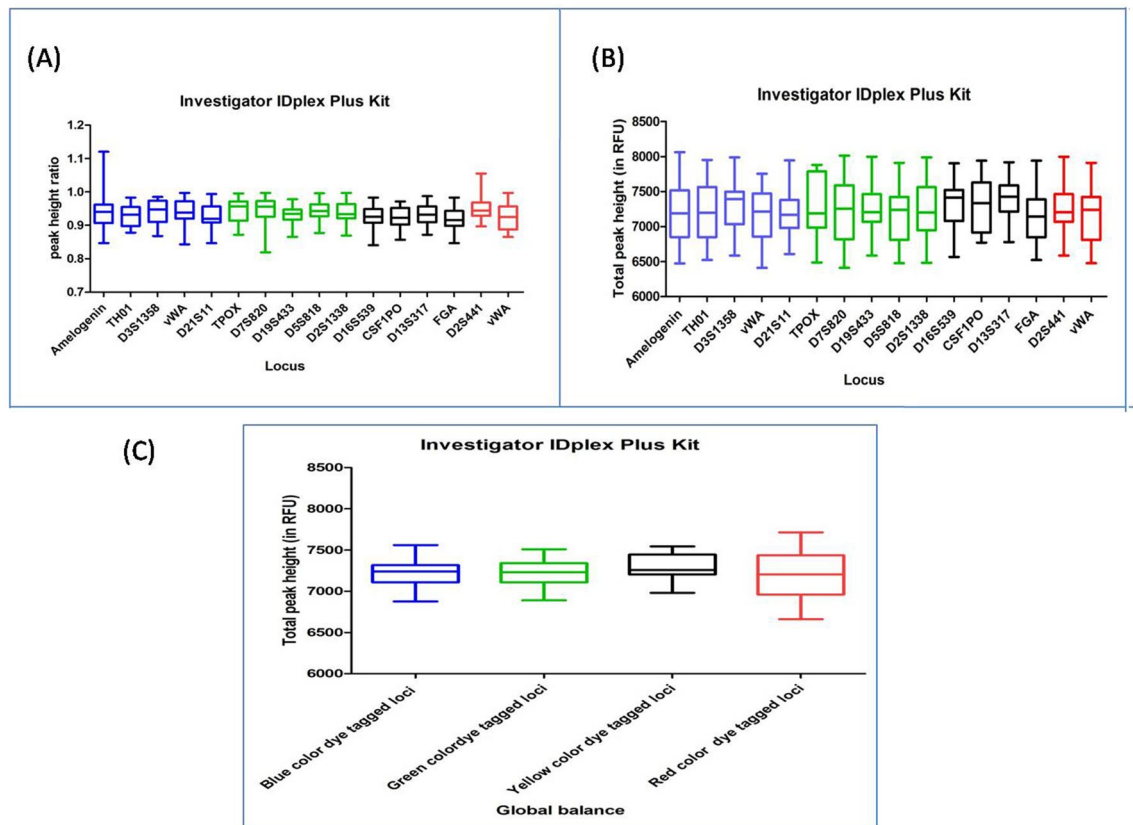 (A)
Investigator IDplex Plus Kit
peak height ratio
1.2
1.1
1.0
0.9
0.8
0.7
Amelogenin
TH01
D3S1358
vWA
D21S11
TPOX
D7S820
D19S433
D5S818
D2S1338
D16S539
CSF1PO
D13S317
FGA
D2S441
vWA
Locus
(B)
Investigator IDplex Plus Kit
Total peak height (in RFU)
8500
8000
7500
7000
6500
6000
Amelogenin
TH01
D3S1358
vWA
D21S11
TPOX
D7S820
D19S433
D5S818
D2S1338
D16S539
CSF1PO
D13S317
FGA
D2S441
vWA
Locus
(C)
Investigator IDplex Plus Kit
Total peak height (in RFU)
8500
8000
7500
7000
6500
6000
Blue color dye tagged loci
Green colordye tagged loci
Yellow color dye tagged loci
Red color dye tagged loci
Global balance